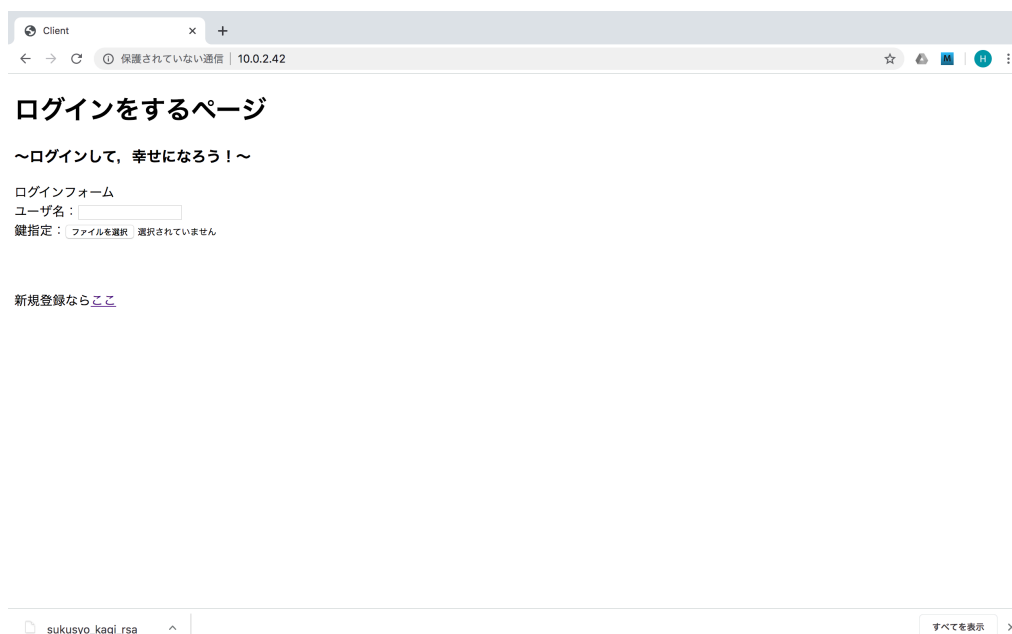 Client
保護されていない通信 10.0.2.42
M
H
ログインをするページ
〜ログインして，幸せになろう！〜
ログインフォーム
ユーザ名：
鍵指定： ファイルを選択 選択されていません
新規登録ならここ
sukusyo_kagi_rsa
すべてを表示